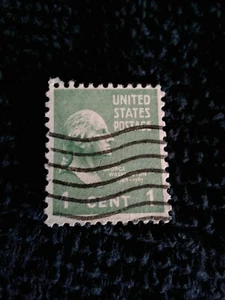 UNITED
STATES
POSTAGE
1 CENT 1